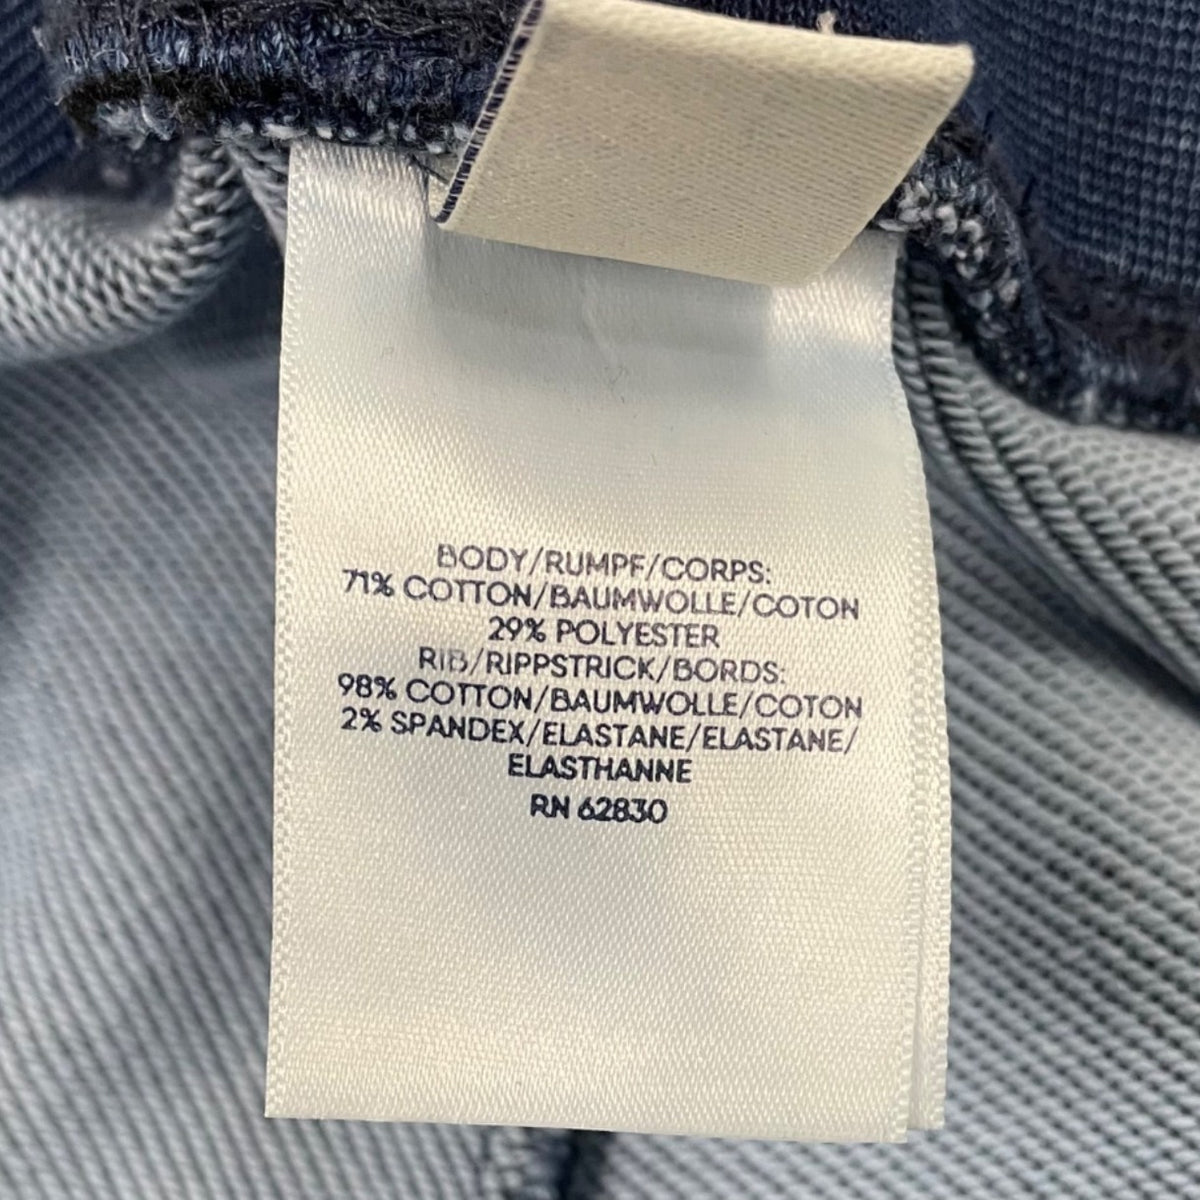 BODY/RUMPF/CORPS:
71% COTTON/BAUMWOLLE/COTON
29% POLYESTER
RIB/RIPPSTRICK/BORDS:
98% COTTON/BAUMWOLLE/COTON
2% SPANDEX/ELASTANE/ELASTANE/
ELASTHANNE
RN 62830